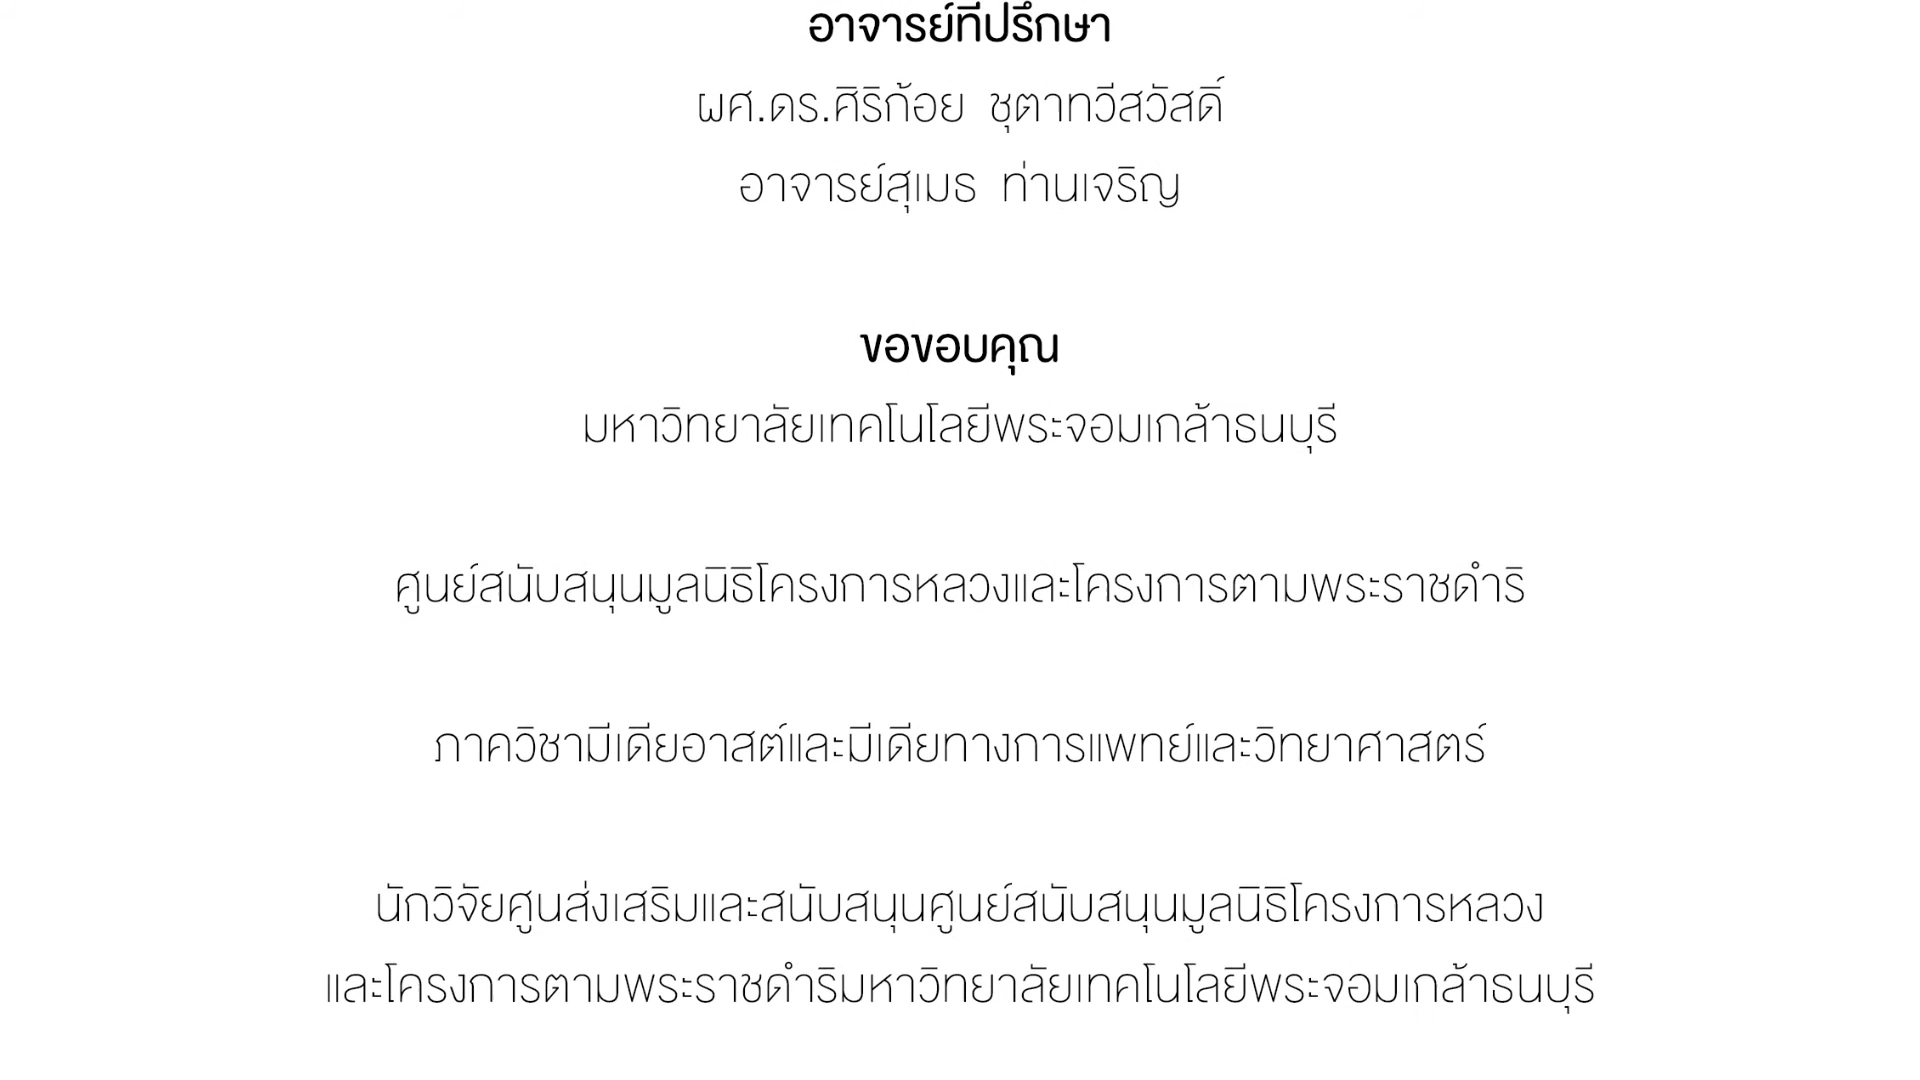 อาจารย์ที่ปรึกษา
ผศ.ดร.ศิริก้อย ชุตาทวีสวัสดิ์
อาจารย์สุเมธ ท่านเจริญ
ขอขอบคุณ
มหาวิทยาลัยเทคโนโลยีพระจอมเกล้าธนบุรี
ศูนย์สนับสนุนมูลนิธิโครงการหลวงและโครงการตามพระราชดำริ
ภาควิชามีเดียอาสต์และมีเดียทางการแพทย์และวิทยาศาสตร์
นักวิจัยศูนส่งเสริมและสนับสนุนศูนย์สนับสนุนมูลนิธิโครงการหลวง
และโครงการตามพระราชดำริมหาวิทยาลัยเทคโนโลยีพระจอมเกล้าธนบุรี